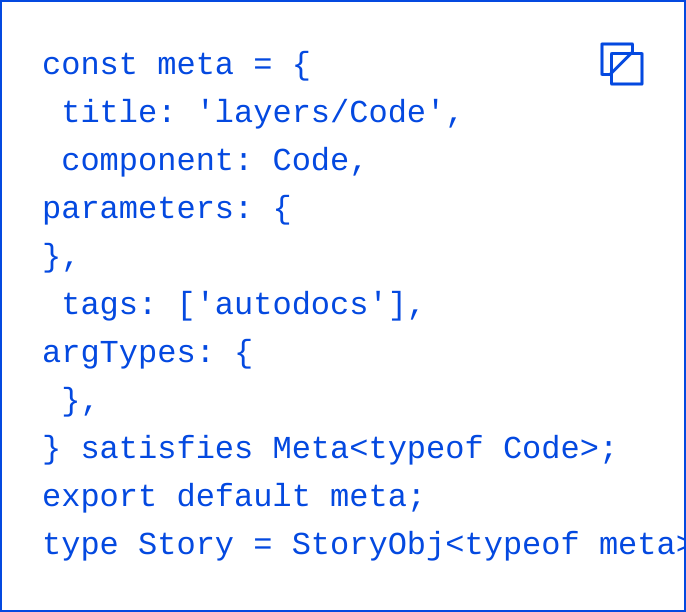 const meta = {
 title: 'layers/Code',
 component: Code,
parameters: {
},
 tags: ['autodocs'],
argTypes: {
 },
} satisfies Meta<typeof Code>;
export default meta;
type Story = StoryObj<typeof meta>